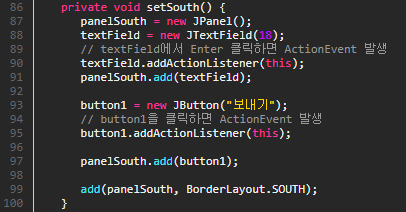 86 private void setSouth() {
87 panelSouth = new JPanel();
88 textField = new JTextField(18);
89 // textField에서 Enter 클릭하면 ActionEvent 발생
90 textField.addActionListener(this);
91 panelSouth.add(textField);
92
93 button1 = new JButton("보내기");
94 // button1을 클릭하면 ActionEvent 발생
95 button1.addActionListener(this);
96
97 panelSouth.add(button1);
98
99 add(panelSouth, BorderLayout.SOUTH);
100 }